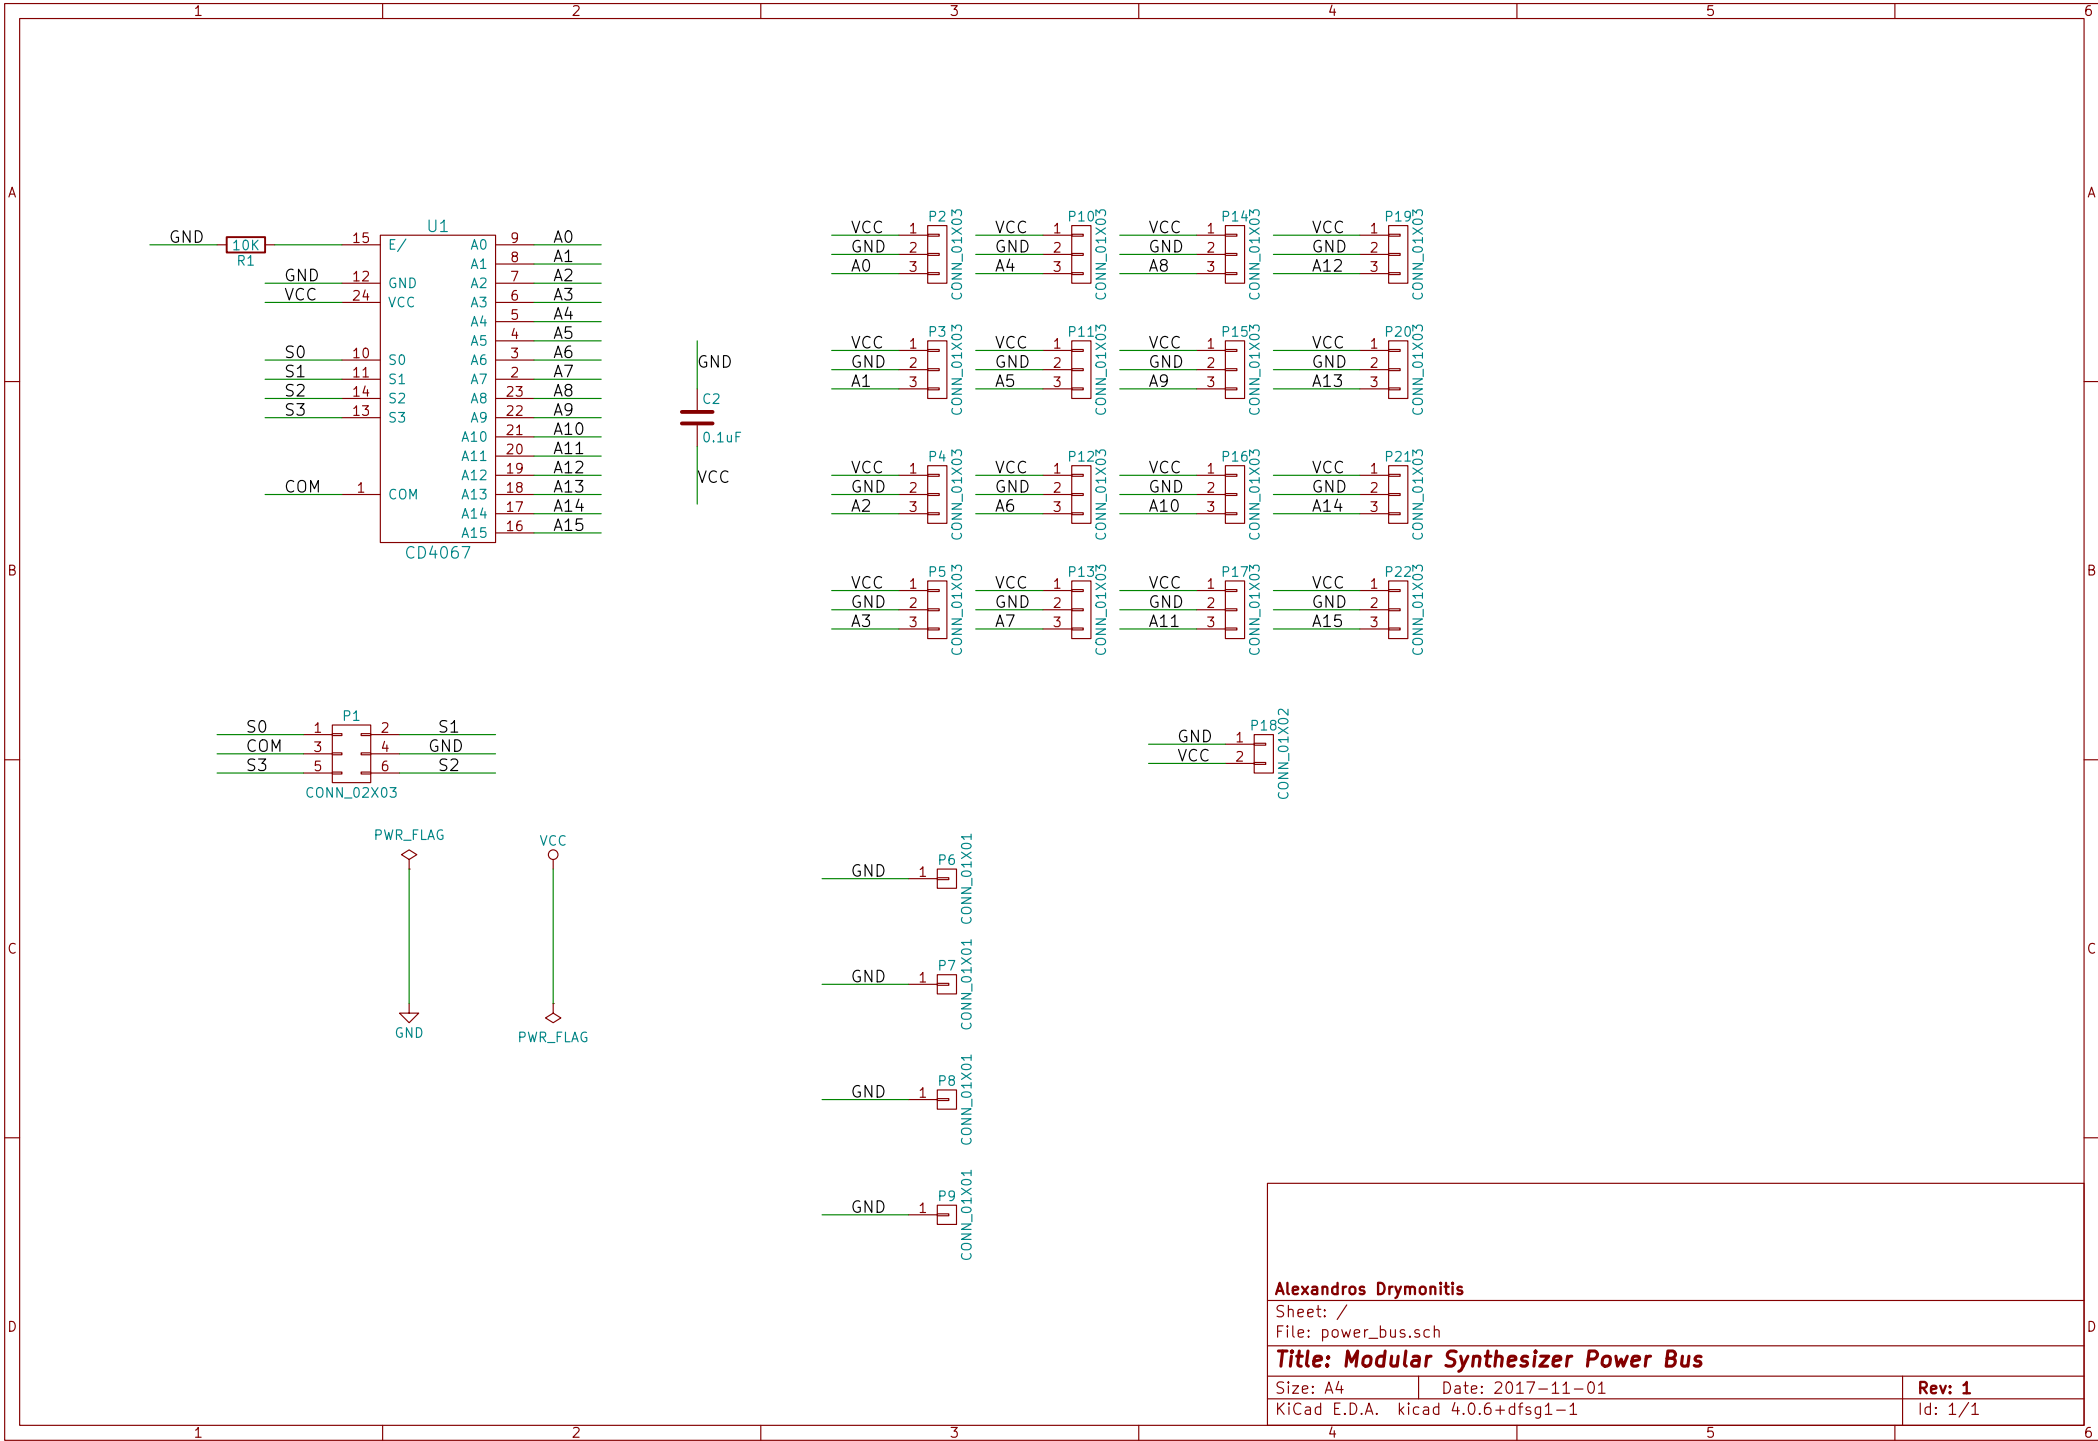 1 2 3 4 5 6
A A
B B
C C
D D
U1
GND 10K 15 E/ A0 9 A0
R1
A1 8 A1
GND 12 GND A2 7 A2
VCC 24 VCC A3 6 A3
A4 5 A4
A5 4 A5
S0 10 S0 A6 3 A6
S1 11 S1 A7 2 A7
S2 14 S2 A8 23 A8
S3 13 S3 A9 22 A9
A10 21 A10
A11 20 A11
A12 19 A12
COM 1 COM A13 18 A13
A14 17 A14
A15 16 A15
CD4067
GND
C2
0.1uF
VCC
P2 CONN_01X03
VCC 1
GND 2
A0 3
P10 CONN_01X03
VCC 1
GND 2
A4 3
P14 CONN_01X03
VCC 1
GND 2
A8 3
P19 CONN_01X03
VCC 1
GND 2
A12 3
P3 CONN_01X03
VCC 1
GND 2
A1 3
P11 CONN_01X03
VCC 1
GND 2
A5 3
P15 CONN_01X03
VCC 1
GND 2
A9 3
P20 CONN_01X03
VCC 1
GND 2
A13 3
P4 CONN_01X03
VCC 1
GND 2
A2 3
P12 CONN_01X03
VCC 1
GND 2
A6 3
P16 CONN_01X03
VCC 1
GND 2
A10 3
P21 CONN_01X03
VCC 1
GND 2
A14 3
P5 CONN_01X03
VCC 1
GND 2
A3 3
P13 CONN_01X03
VCC 1
GND 2
A7 3
P17 CONN_01X03
VCC 1
GND 2
A11 3
P22 CONN_01X03
VCC 1
GND 2
A15 3
P1
S0 1 2 S1
COM 3 4 GND
S3 5 6 S2
CONN_02X03
P18 CONN_01X02
GND 1
VCC 2
PWR_FLAG
GND
VCC
PWR_FLAG
P6 CONN_01X01
GND 1
P7 CONN_01X01
GND 1
P8 CONN_01X01
GND 1
P9 CONN_01X01
GND 1
Alexandros Drymonitis
Sheet: /
File: power_bus.sch
Title: Modular Synthesizer Power Bus
Size: A4 Date: 2017-11-01 Rev: 1
KiCad E.D.A. kicad 4.0.6+dfsg1-1 Id: 1/1
1 2 3 4 5 6